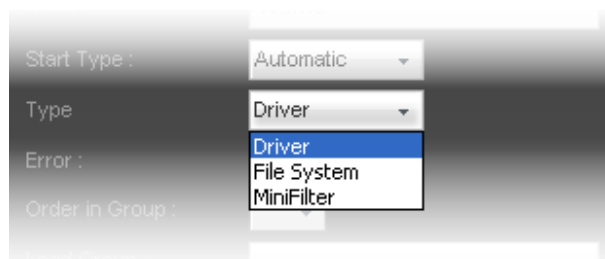 Start Type : Automatic
Type Driver
Driver
Error :
File System
MiniFilter
Order in Group :